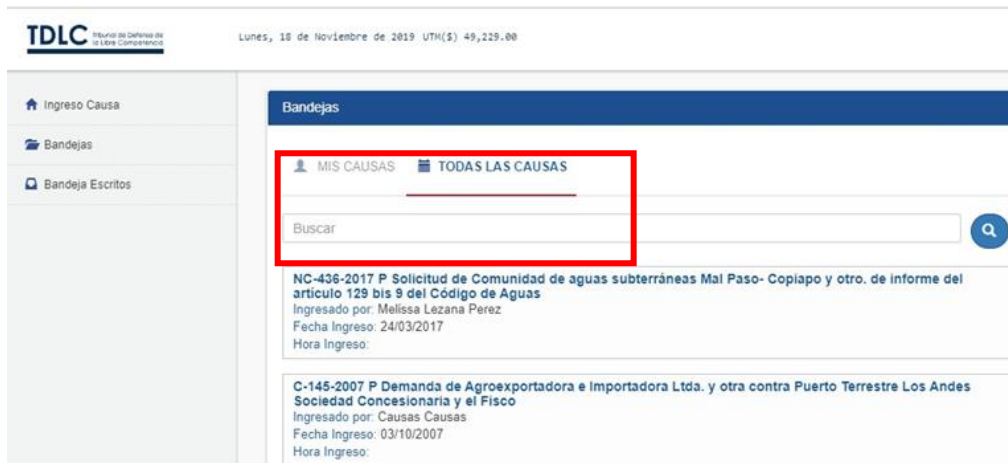 TDLC Tribunal de Defensa de
la Libre Competencia
Lunes, 18 de Noviembre de 2019 UTM($) 49,229.00
Ingreso Causa
Bandejas
Bandeja Escritos
Bandejas
MIS CAUSAS TODAS LAS CAUSAS
Buscar
NC-436-2017 P Solicitud de Comunidad de aguas subterráneas Mal Paso- Copiapo y otro. de informe del
artículo 129 bis 9 del Código de Aguas
Ingresado por: Melissa Lezana Perez
Fecha Ingreso: 24/03/2017
Hora Ingreso:
C-145-2007 P Demanda de Agroexportadora e Importadora Ltda. y otra contra Puerto Terrestre Los Andes
Sociedad Concesionaria y el Fisco
Ingresado por: Causas Causas
Fecha Ingreso: 03/10/2007
Hora Ingreso: